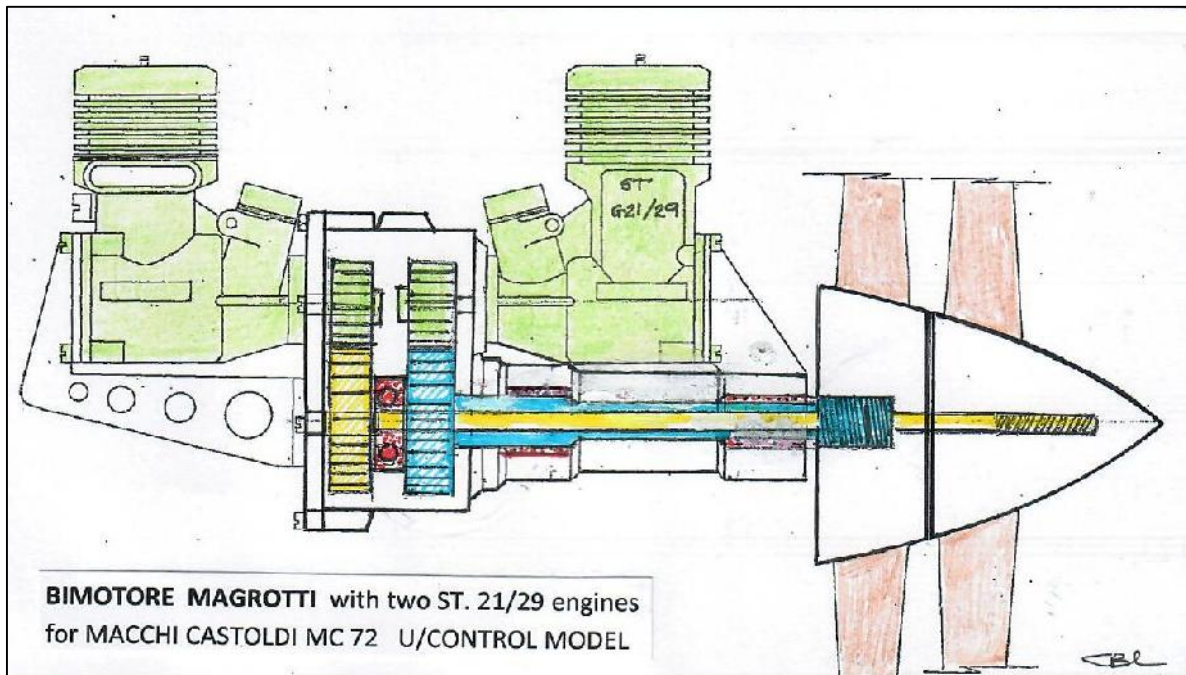 ST
G21/29
BIMOTORE MAGROTTI with two ST. 21/29 engines
for MACCHI CASTOLDI MC 72 U/CONTROL MODEL